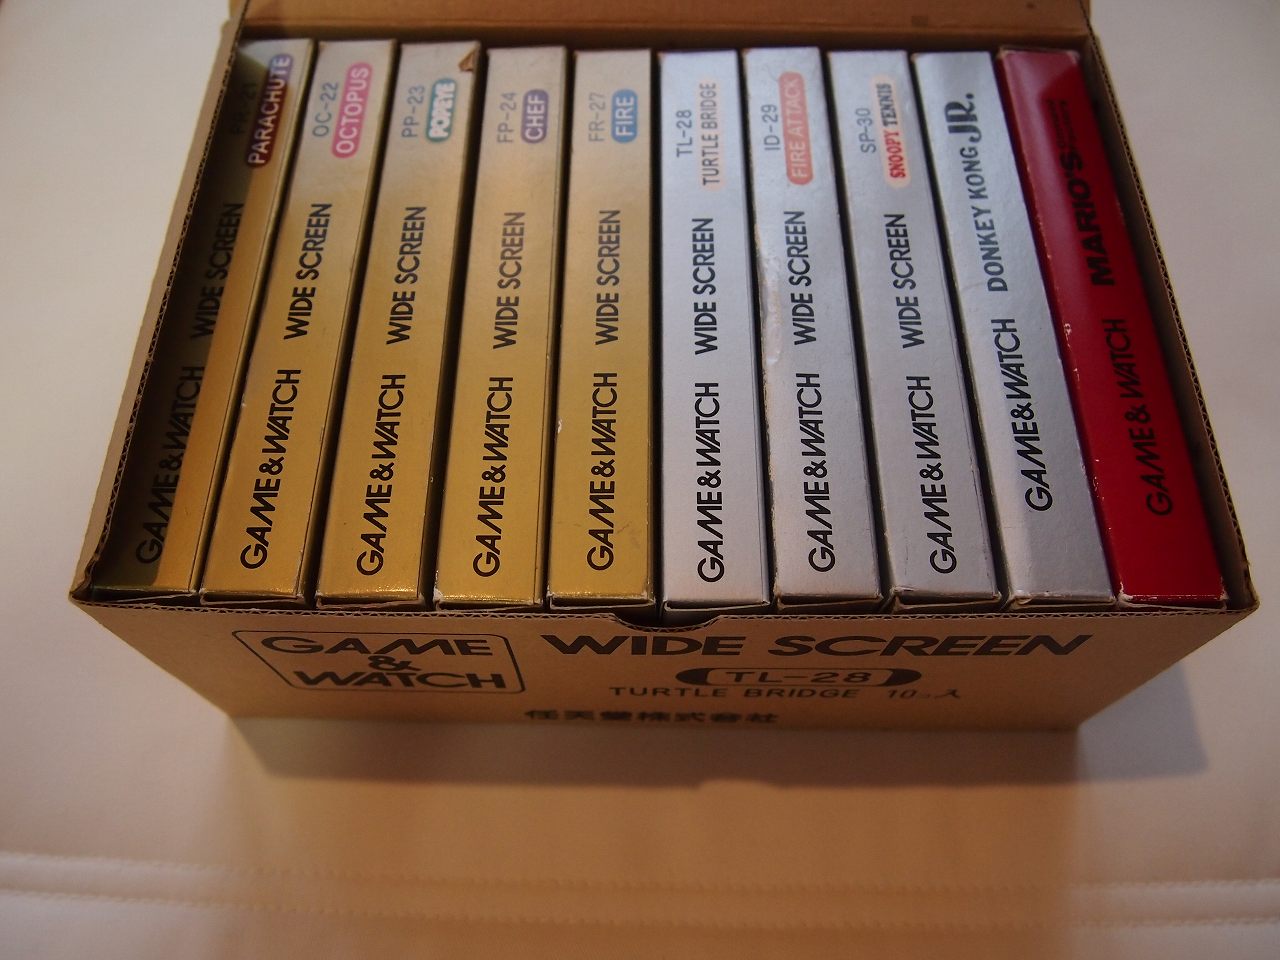 GAME&WATCH WIDE SCREEN PR-21 PARACHUTE
GAME&WATCH WIDE SCREEN OC-22 OCTOPUS
GAME&WATCH WIDE SCREEN PP-23 POPEYE
GAME&WATCH WIDE SCREEN FP-24 CHEF
GAME&WATCH WIDE SCREEN FR-27 FIRE
GAME&WATCH WIDE SCREEN TL-28 TURTLE BRIDGE
GAME&WATCH WIDE SCREEN ID-29 FIRE ATTACK
GAME&WATCH WIDE SCREEN SP-30 SNOOPY TENNIS
GAME&WATCH DONKEY KONG JR.
GAME&WATCH MARIO'S
GAME
&
WATCH
WIDE SCREEN
TL-28
TURTLE BRIDGE 10コ入
任天堂株式会社